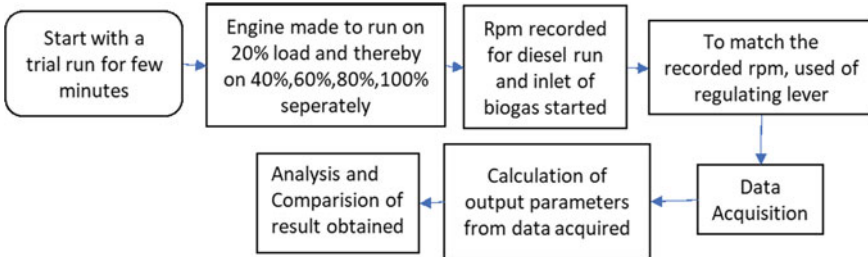 Start with a
trial run for few
minutes
Engine made to run on
20% load and thereby
on 40%,60%,80%,100%
seperately
Rpm recorded
for diesel run
and inlet of
biogas started
To match the
recorded rpm, used of
regulating lever
Data
Acquisition
Calculation of
output parameters
from data acquired
Analysis and
Comparision of
result obtained